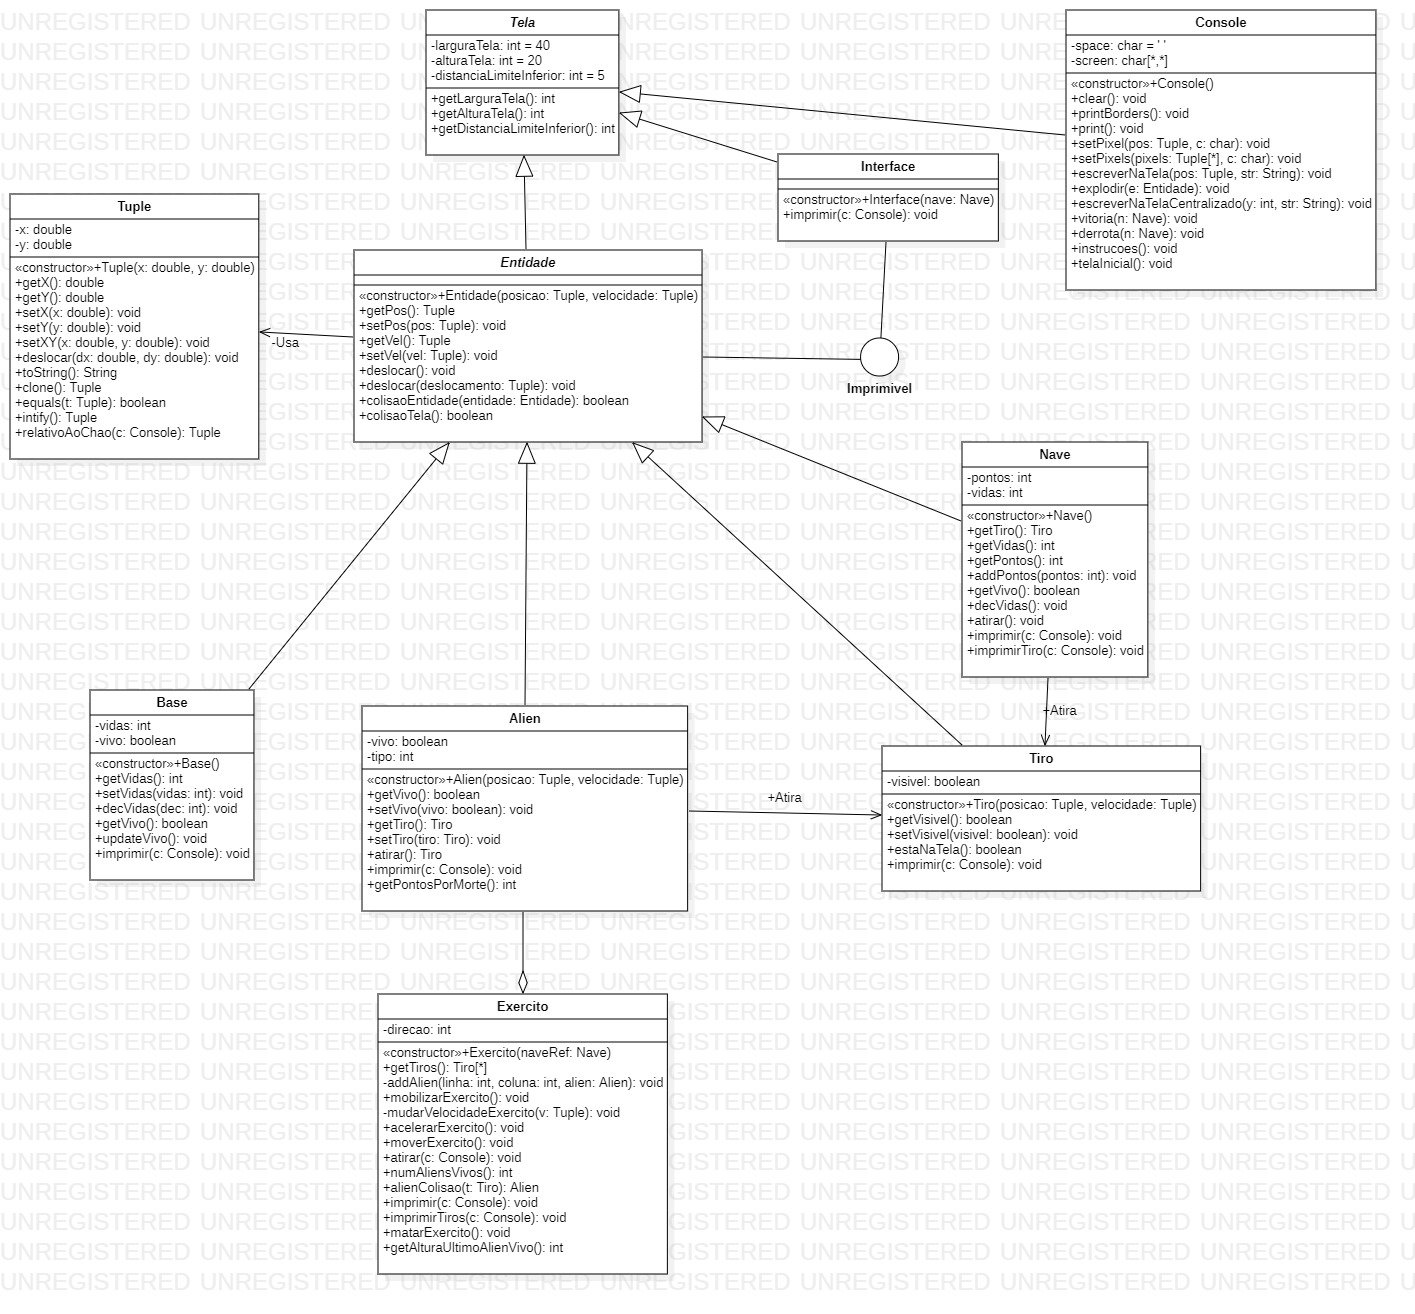 Tela
-larguraTela: int = 40
-alturaTela: int = 20
-distanciaLimiteInferior: int = 5
+getLarguraTela(): int
+getAlturaTela(): int
+getDistanciaLimiteInferior(): int
Console
-space: char = ' '
-screen: char[*,*]
«constructor»+Console()
+clear(): void
+printBorders(): void
+print(): void
+setPixel(pos: Tuple, c: char): void
+setPixels(pixels: Tuple[*], c: char): void
+escreverNaTela(pos: Tuple, str: String): void
+explodir(e: Entidade): void
+escreverNaTelaCentralizado(y: int, str: String): void
+vitoria(n: Nave): void
+derrota(n: Nave): void
+instrucoes(): void
+telaInicial(): void
Interface
«constructor»+Interface(nave: Nave)
+imprimir(c: Console): void
Tuple
-x: double
-y: double
«constructor»+Tuple(x: double, y: double)
+getX(): double
+getY(): double
+setX(x: double): void
+setY(y: double): void
+setXY(x: double, y: double): void
+deslocar(dx: double, dy: double): void
+toString(): String
+clone(): Tuple
+equals(t: Tuple): boolean
+intify(): Tuple
+relativoAoChao(c: Console): Tuple
-Usa
Entidade
«constructor»+Entidade(posicao: Tuple, velocidade: Tuple)
+getPos(): Tuple
+setPos(pos: Tuple): void
+getVel(): Tuple
+setVel(vel: Tuple): void
+deslocar(): void
+deslocar(deslocamento: Tuple): void
+colisaoEntidade(entidade: Entidade): boolean
+colisaoTela(): boolean
Imprimivel
Nave
-pontos: int
-vidas: int
«constructor»+Nave()
+getTiro(): Tiro
+getVidas(): int
+getPontos(): int
+addPontos(pontos: int): void
+getVivo(): boolean
+decVidas(): void
+atirar(): void
+imprimir(c: Console): void
+imprimirTiro(c: Console): void
+Atira
Base
-vidas: int
-vivo: boolean
«constructor»+Base()
+getVidas(): int
+setVidas(vidas: int): void
+decVidas(dec: int): void
+getVivo(): boolean
+updateVivo(): void
+imprimir(c: Console): void
Alien
-vivo: boolean
-tipo: int
«constructor»+Alien(posicao: Tuple, velocidade: Tuple)
+getVivo(): boolean
+setVivo(vivo: boolean): void
+getTiro(): Tiro
+setTiro(tiro: Tiro): void
+atirar(): Tiro
+imprimir(c: Console): void
+getPontosPorMorte(): int
+Atira
Tiro
-visivel: boolean
«constructor»+Tiro(posicao: Tuple, velocidade: Tuple)
+getVisivel(): boolean
+setVisivel(visivel: boolean): void
+estaNaTela(): boolean
+imprimir(c: Console): void
Exercito
-direcao: int
«constructor»+Exercito(naveRef: Nave)
+getTiros(): Tiro[*]
-addAlien(linha: int, coluna: int, alien: Alien): void
+mobilizarExercito(): void
-mudarVelocidadeExercito(v: Tuple): void
+acelerarExercito(): void
+moverExercito(): void
+atirar(c: Console): void
+numAliensVivos(): int
+alienColisao(t: Tiro): Alien
+imprimir(c: Console): void
+imprimirTiros(c: Console): void
+matarExercito(): void
+getAlturaUltimoAlienVivo(): int
UNREGISTERED